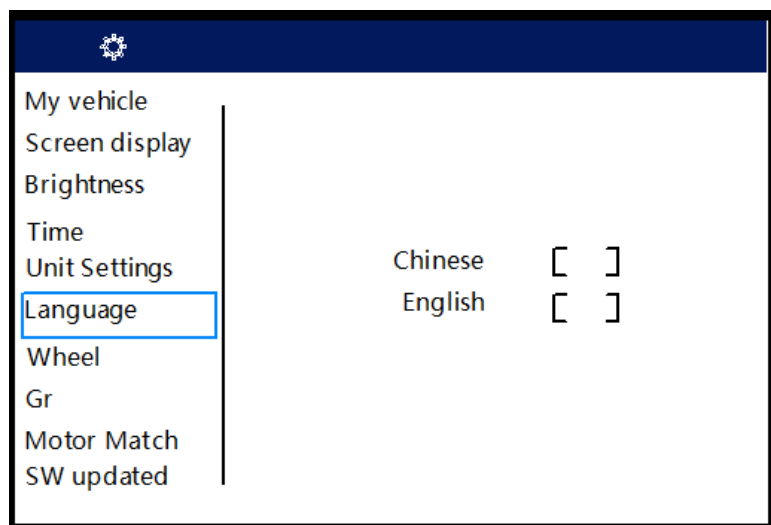 My vehicle
Screen display
Brightness
Time
Unit Settings
Language
Wheel
Gr
Motor Match
SW updated
Chinese [ ]
English [ ]